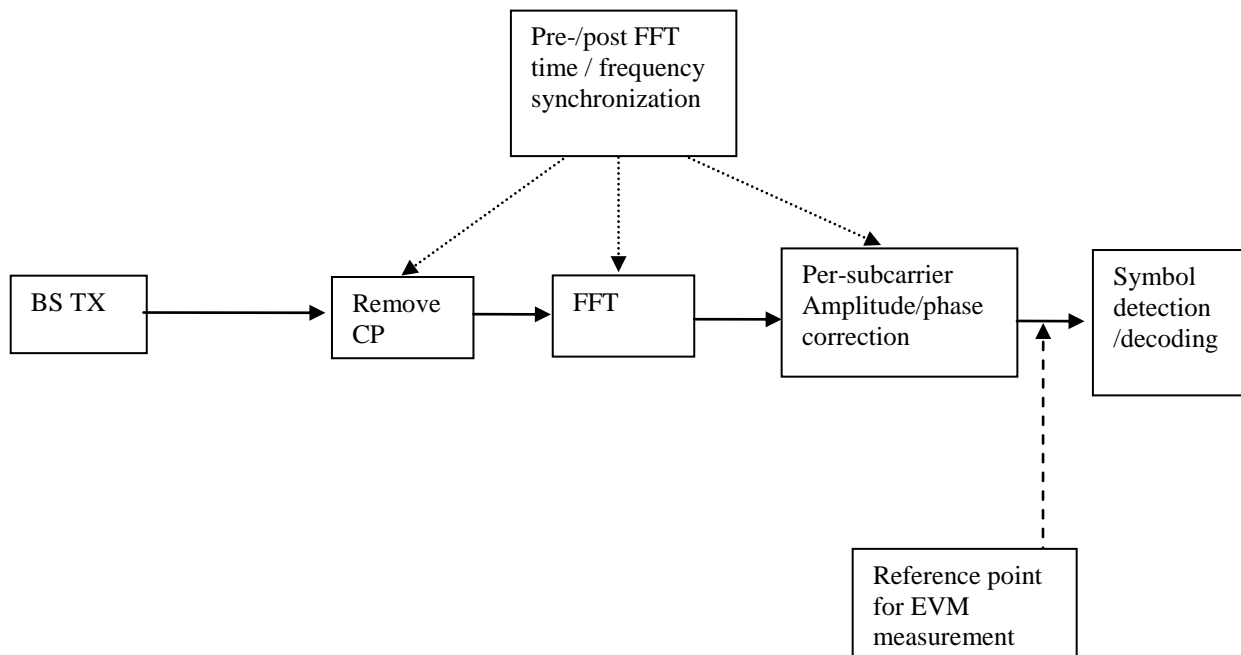 Pre-/post FFT
time / frequency
synchronization
BS TX
Remove
CP
FFT
Per-subcarrier
Amplitude/phase
correction
Symbol
detection
/decoding
Reference point
for EVM
measurement